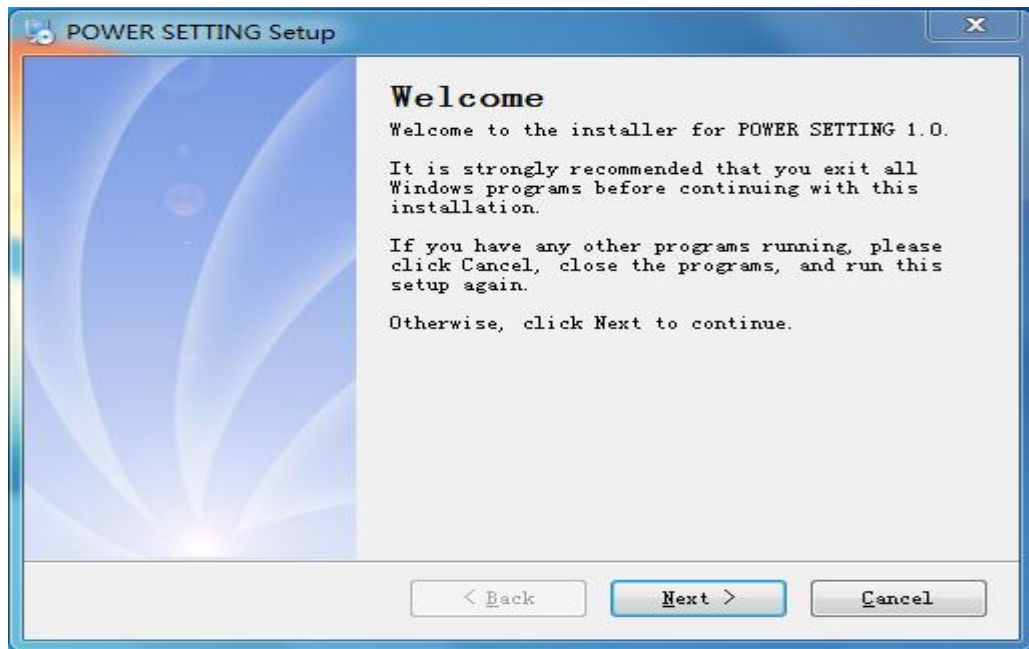 POWER SETTING Setup
Welcome
Welcome to the installer for POWER SETTING 1.0.
It is strongly recommended that you exit all
Windows programs before continuing with this
installation.
If you have any other programs running, please
click Cancel, close the programs, and run this
setup again.
Otherwise, click Next to continue.
< Back Next > Cancel